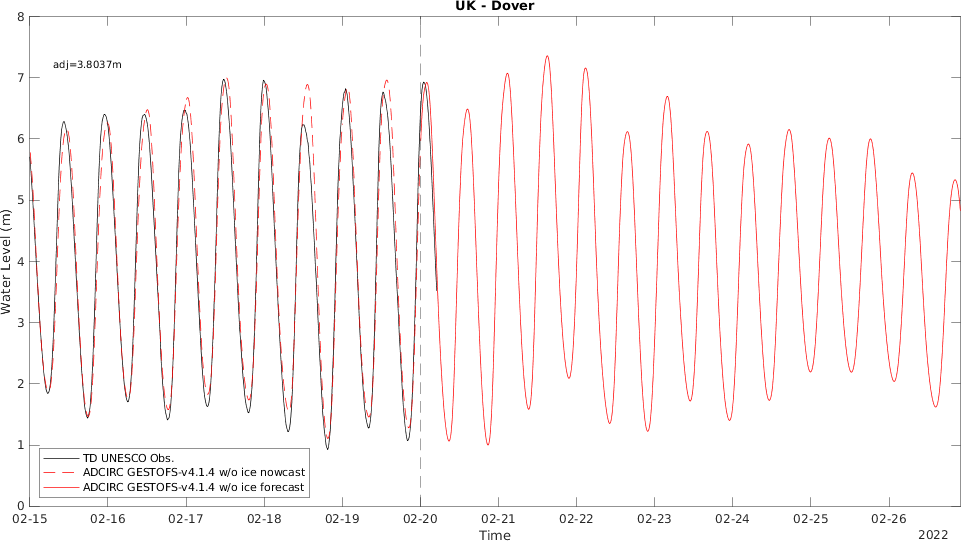 UK - Dover
8
adj=3.8037m
7
6
5
4
3
2
1
0
Water Level (m)
TD UNESCO Obs.
ADCIRC GESTOFS-v4.1.4 w/o ice nowcast
ADCIRC GESTOFS-v4.1.4 w/o ice forecast
02-15 02-16 02-17 02-18 02-19 02-20 02-21 02-22 02-23 02-24 02-25 02-26
Time
2022